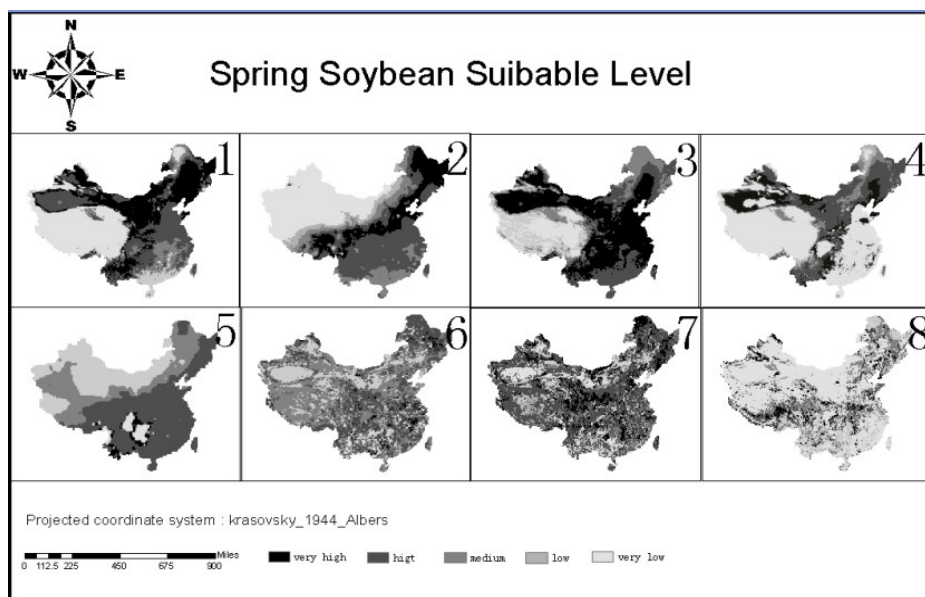 N
W E
S
Spring Soybean Suibable Level
1 2 3 4
5 6 7 8
Projected coordinate system : krasovsky_1944_Albers
Miles
0 112.5 225 450 675 900
very high higt medium low very low